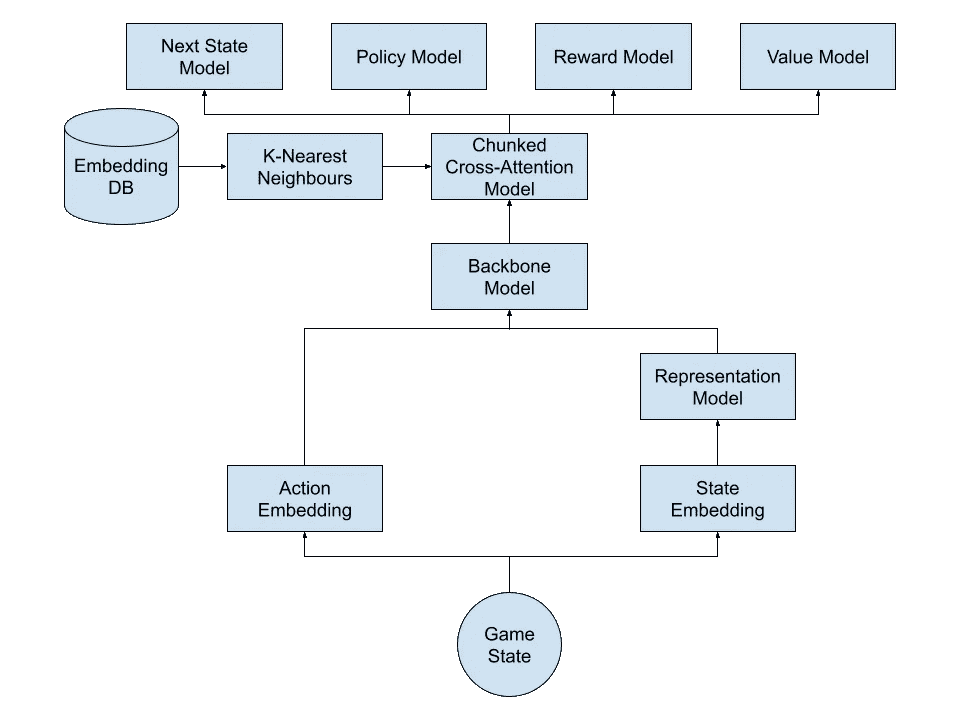 Next State
Model
Policy Model
Reward Model
Value Model
Embedding
DB
K-Nearest
Neighbours
Chunked
Cross-Attention
Model
Backbone
Model
Representation
Model
Action
Embedding
State
Embedding
Game
State